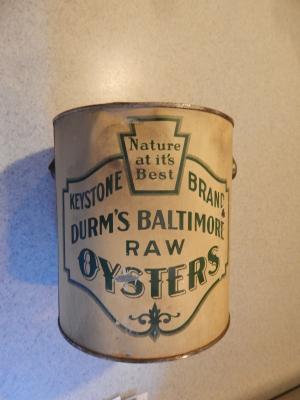 Nature
at it's
Best
KEYSTONE BRAND
DURM'S BALTIMORE
RAW
OYSTERS